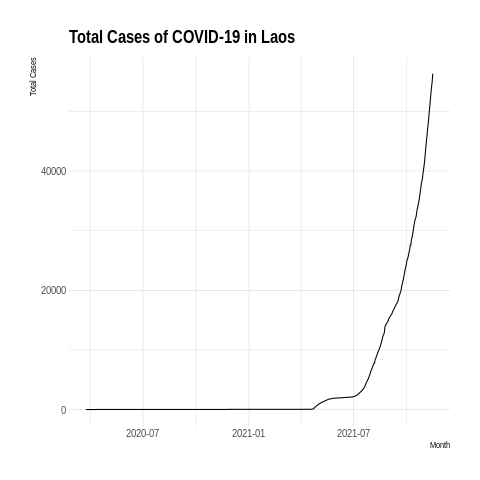 Total Cases of COVID-19 in Laos
Total Cases
40000
20000
0
2020-07
2021-01
2021-07
Month